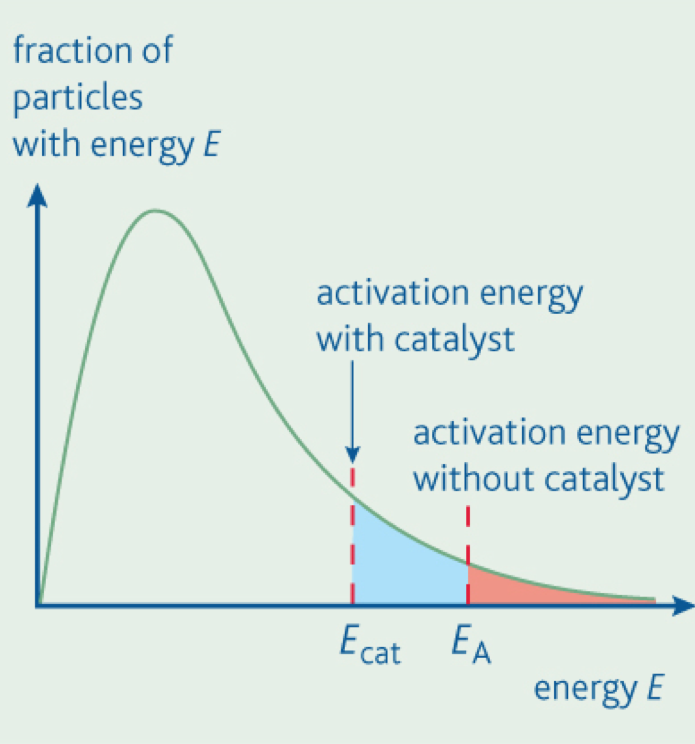 fraction of
particles
with energy E
activation energy
with catalyst
activation energy
without catalyst
Ecat
EA
energy E